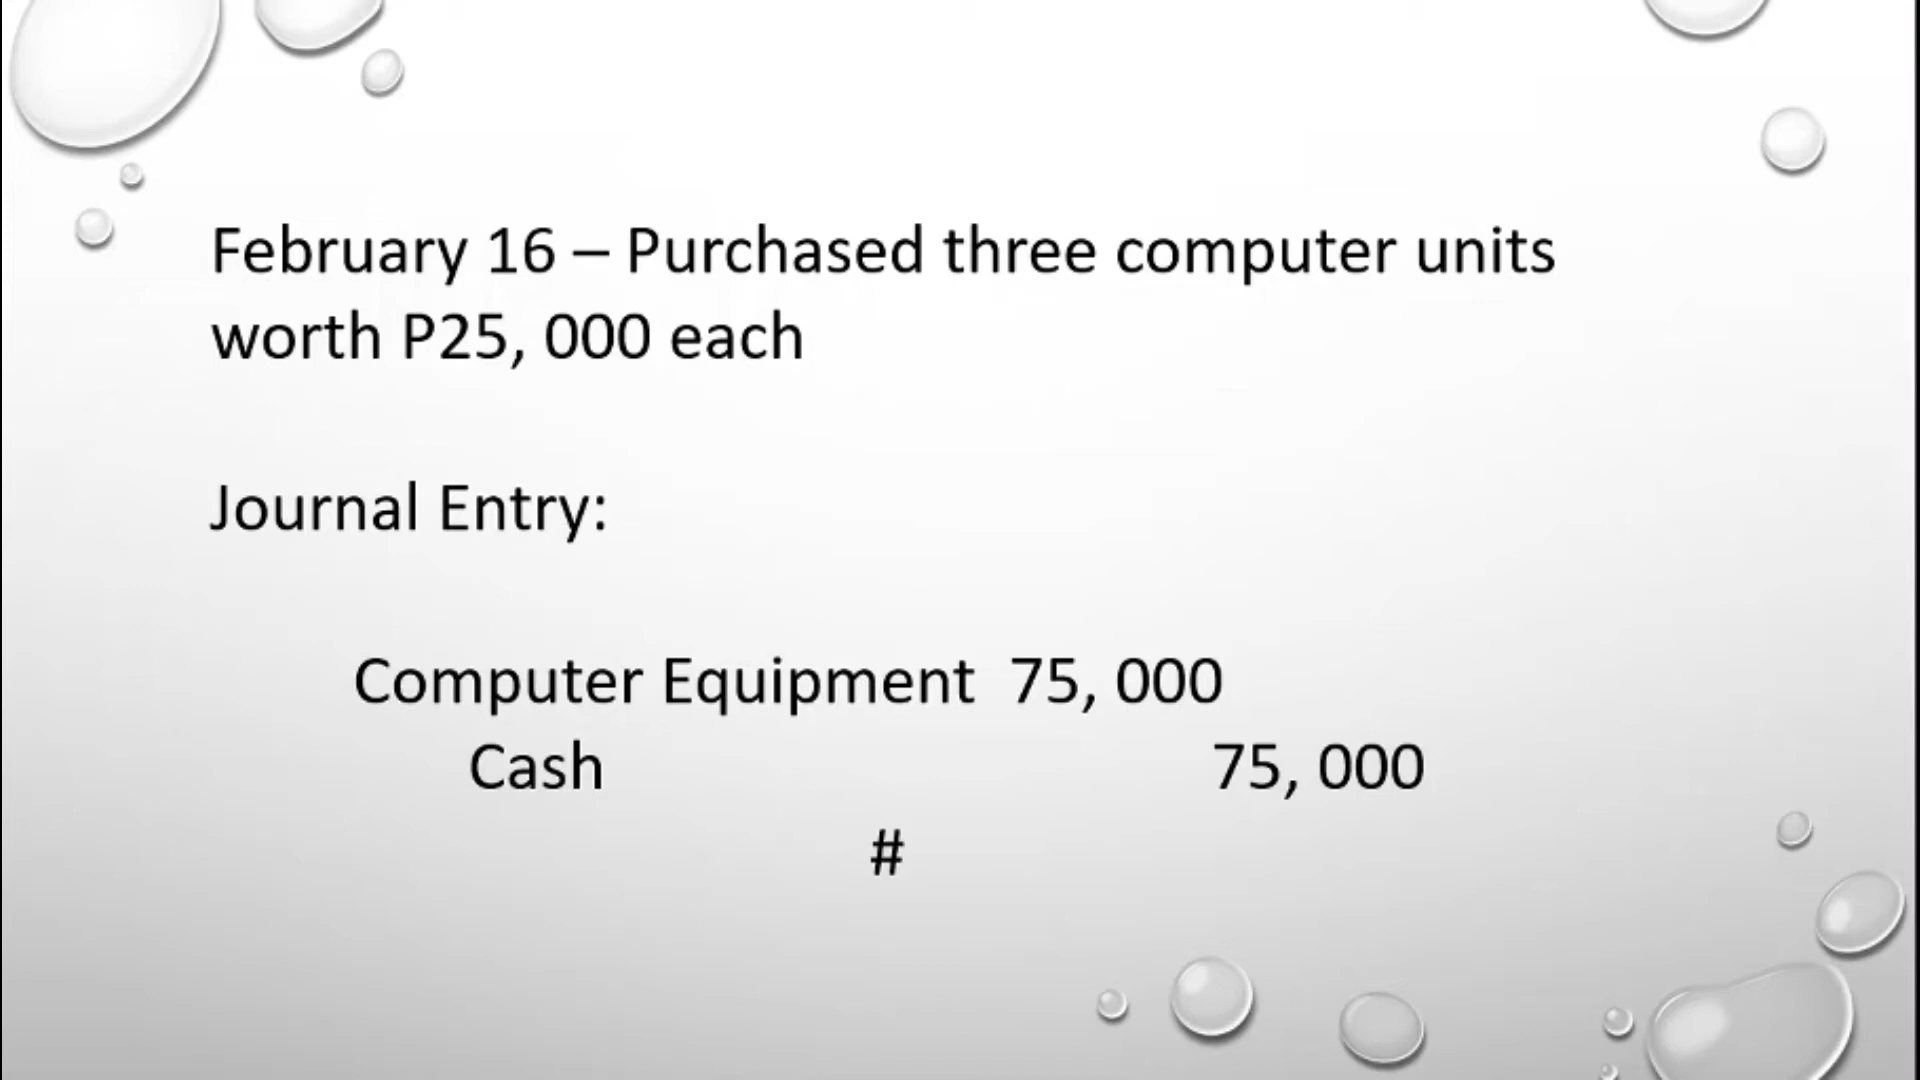 February 16 – Purchased three computer units
worth P25, 000 each
Journal Entry:
Computer Equipment 75, 000
Cash 75, 000
#